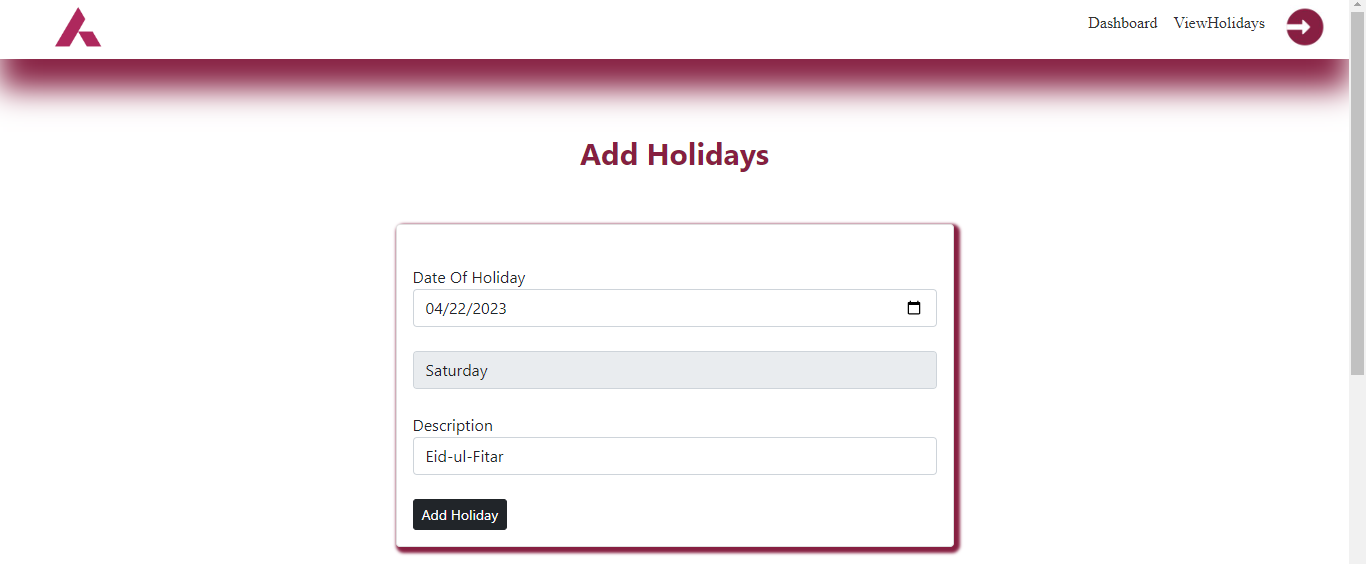 Dashboard ViewHolidays
Add Holidays
Date Of Holiday
04/22/2023
Saturday
Description
Eid-ul-Fitar
Add Holiday